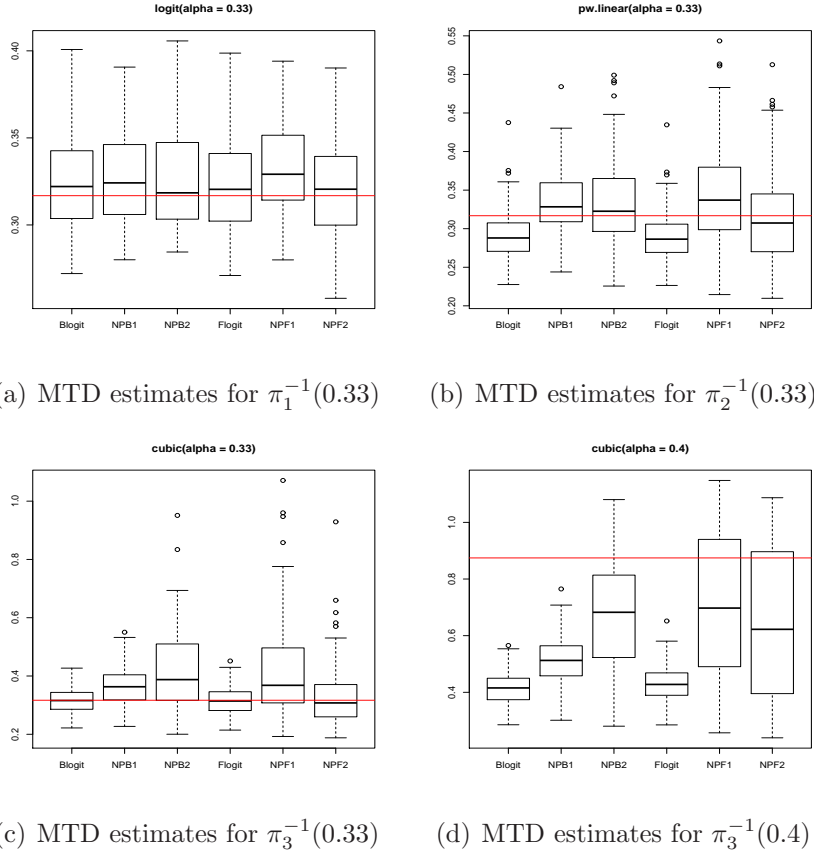 logit(alpha = 0.33)
0.40
0.35
0.30
Blogit NPB1 NPB2 Flogit NPF1 NPF2
pw.linear(alpha = 0.33)
0.55
0.50
0.45
0.40
0.35
0.30
0.25
0.20
Blogit NPB1 NPB2 Flogit NPF1 NPF2
(a) MTD estimates for π₁⁻¹(0.33)
(b) MTD estimates for π₂⁻¹(0.33)
cubic(alpha = 0.33)
1.0
0.8
0.6
0.4
0.2
Blogit NPB1 NPB2 Flogit NPF1 NPF2
cubic(alpha = 0.4)
1.0
0.8
0.6
0.4
Blogit NPB1 NPB2 Flogit NPF1 NPF2
(c) MTD estimates for π₃⁻¹(0.33)
(d) MTD estimates for π₃⁻¹(0.4)